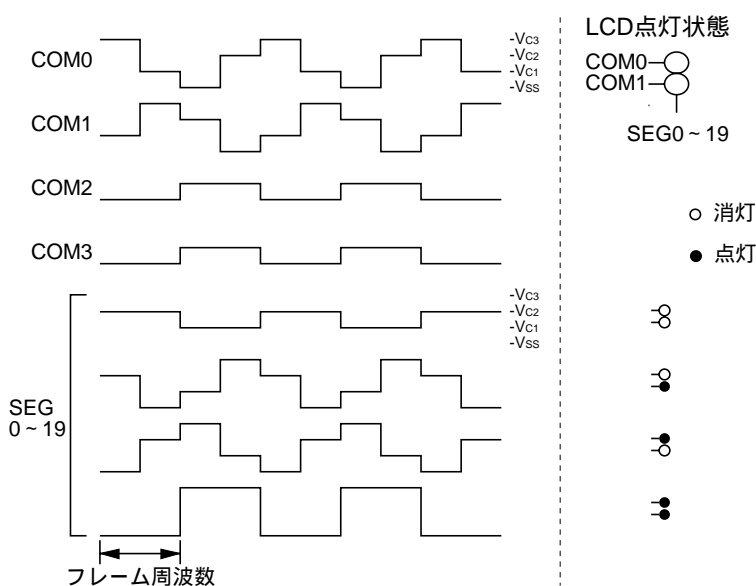 COM0
-VC3
-VC2
-VC1
-VSS
COM1
COM2
COM3
-VC3
-VC2
-VC1
-VSS
SEG
0 ~ 19
フレーム周波数
LCD点灯状態
COM0
COM1
SEG0 ~ 19
消灯
点灯